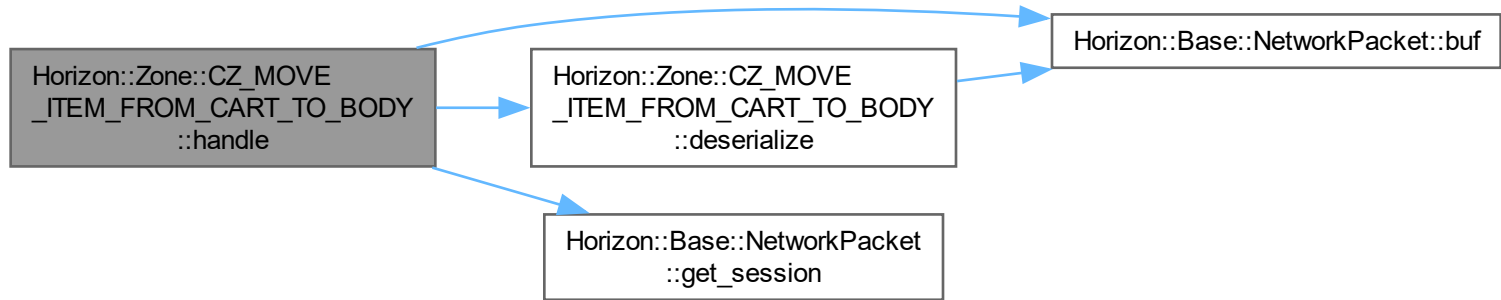 Horizon::Zone::CZ_MOVE
_ITEM_FROM_CART_TO_BODY
::handle
Horizon::Zone::CZ_MOVE
_ITEM_FROM_CART_TO_BODY
::deserialize
Horizon::Base::NetworkPacket::buf
Horizon::Base::NetworkPacket
::get_session